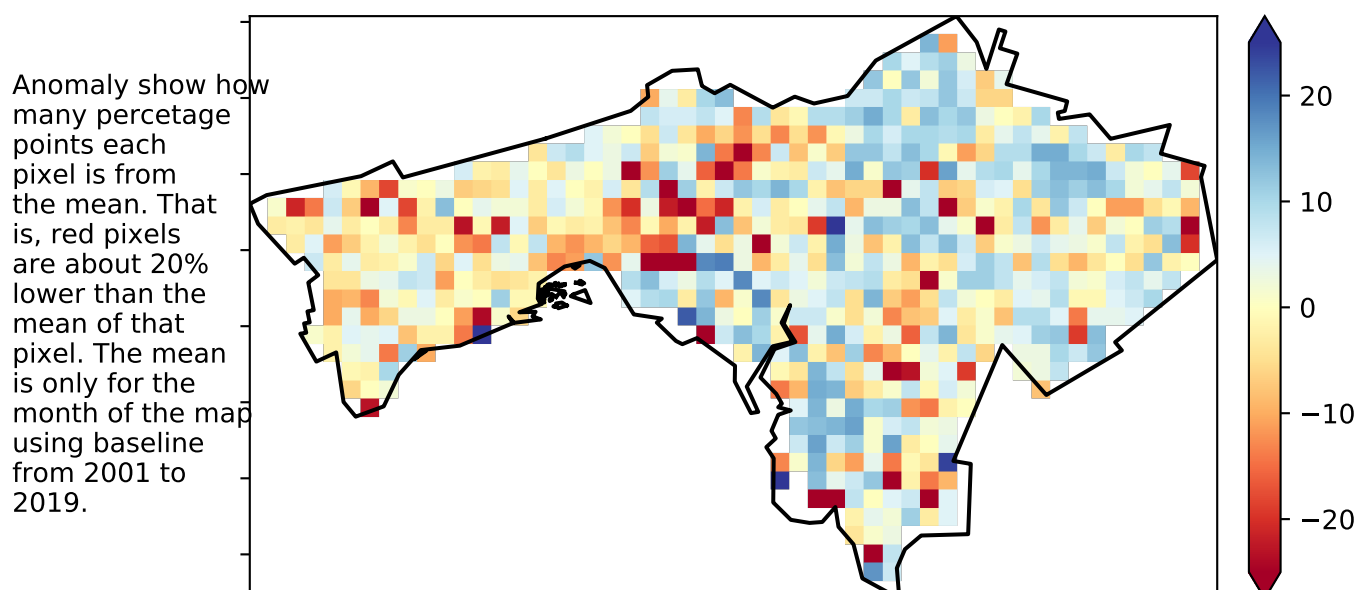 Anomaly show how
many percetage
points each
pixel is from
the mean. That
is, red pixels
are about 20%
lower than the
mean of that
pixel. The mean
is only for the
month of the map
using baseline
from 2001 to
2019.
20
10
0
−10
−20